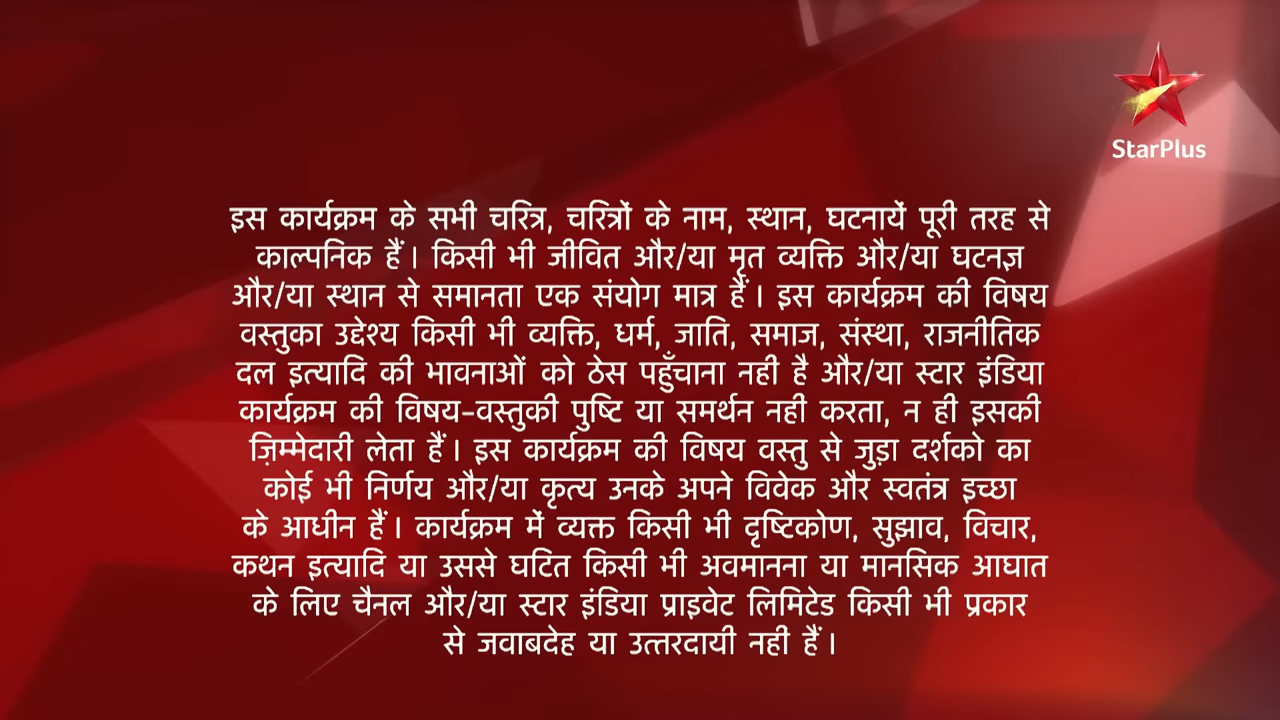 StarPlus
इस कार्यक्रम के सभी चरित्र, चरित्रों के नाम, स्थान, घटनायें पूरी तरह से
काल्पनिक हैं। किसी भी जीवित और/या मृत व्यक्ति और/या घटनज्ञ
और/या स्थान से समानता एक संयोग मात्र हैं। इस कार्यक्रम की विषय
वस्तुका उद्देश्य किसी भी व्यक्ति, धर्म, जाति, समाज, संस्था, राजनीतिक
दल इत्यादि की भावनाओं को ठेस पहुँचाना नही है और/या स्टार इंडिया
कार्यक्रम की विषय-वस्तुकी पुष्टि या समर्थन नही करता, न ही इसकी
ज़िम्मेदारी लेता हैं। इस कार्यक्रम की विषय वस्तु से जुड़ा दर्शको का
कोई भी निर्णय और/या कृत्य उनके अपने विवेक और स्वतंत्र इच्छा
के आधीन हैं। कार्यक्रम में व्यक्त किसी भी दृष्टिकोण, सुझाव, विचार,
कथन इत्यादि या उससे घटित किसी भी अवमानना या मानसिक आघात
के लिए चैनल और/या स्टार इंडिया प्राइवेट लिमिटेड किसी भी प्रकार
से जवाबदेह या उत्तरदायी नही हैं।